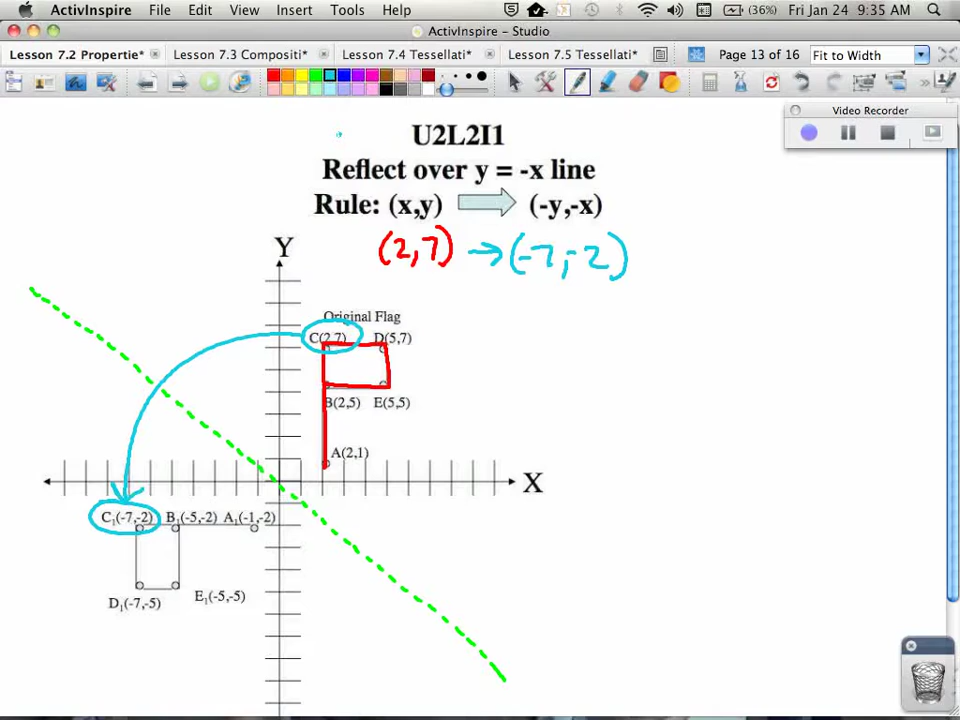 ActivInspire File Edit View Insert Tools Help (36%) Fri Jan 24 9:35 AM
ActivInspire - Studio
Lesson 7.2 Propertie* Lesson 7.3 Compositi* Lesson 7.4 Tessellati* Lesson 7.5 Tessellati* Page 13 of 16 Fit to Width
Video Recorder
U2L2I1
Reflect over y = -x line
Rule: (x,y) (-y,-x)
(2,7) → (-7,-2)
Y
Original Flag
C(2,7) D(5,7)
B(2,5) E(5,5)
A(2,1)
X
C₁(-7,-2) B₁(-5,-2) A₁(-1,-2)
D₁(-7,-5) E₁(-5,-5)